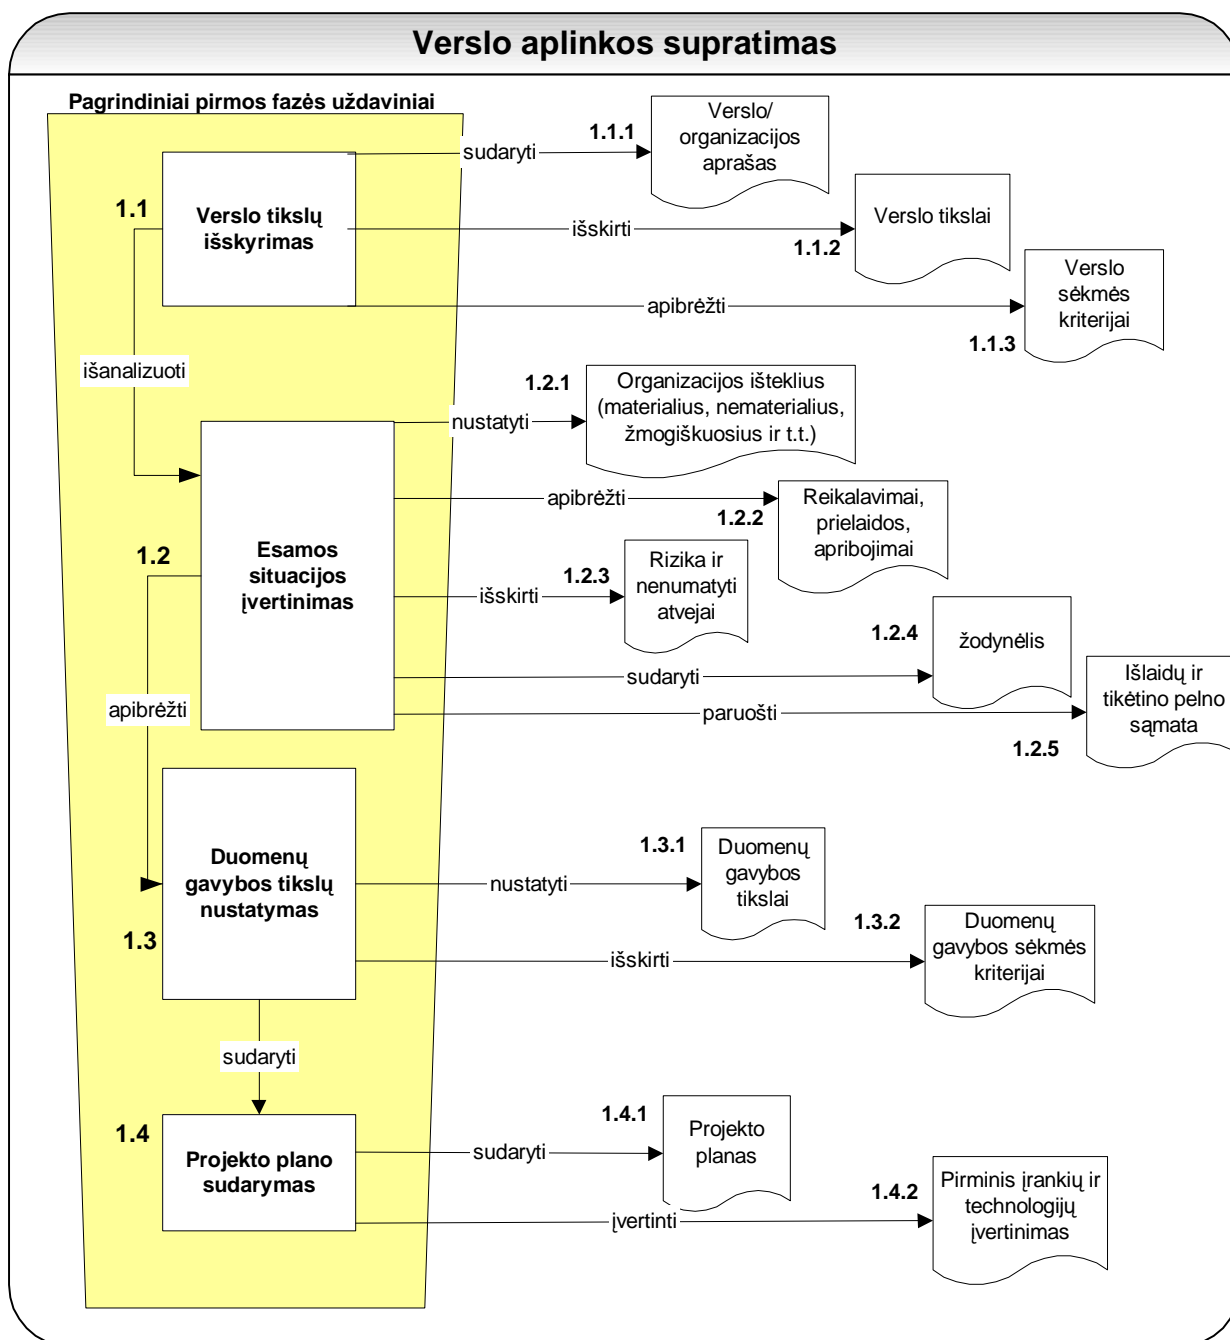 Verslo aplinkos supratimas
Pagrindiniai pirmos fazės uždaviniai
1.1
Verslo tikslų
išskyrimas
sudaryti
1.1.1
Verslo/
organizacijos
aprašas
išskirti
1.1.2
Verslo tikslai
apibrėžti
1.1.3
Verslo
sėkmės
kriterijai
išanalizuoti
1.2
Esamos
situacijos
įvertinimas
nustatyti
1.2.1
Organizacijos išteklius
(materialius, nematerialius,
žmogiškuosius ir t.t.)
apibrėžti
1.2.2
Reikalavimai,
prielaidos,
apribojimai
išskirti
1.2.3
Rizika ir
nenumatyti
atvejai
sudaryti
1.2.4
žodynėlis
paruošti
1.2.5
Išlaidų ir
tikėtino pelno
sąmata
apibrėžti
1.3
Duomenų
gavybos tikslų
nustatymas
nustatyti
1.3.1
Duomenų
gavybos
tikslai
išskirti
1.3.2
Duomenų
gavybos sėkmės
kriterijai
sudaryti
1.4
Projekto plano
sudarymas
sudaryti
1.4.1
Projekto
planas
įvertinti
1.4.2
Pirminis įrankių ir
technologijų
įvertinimas